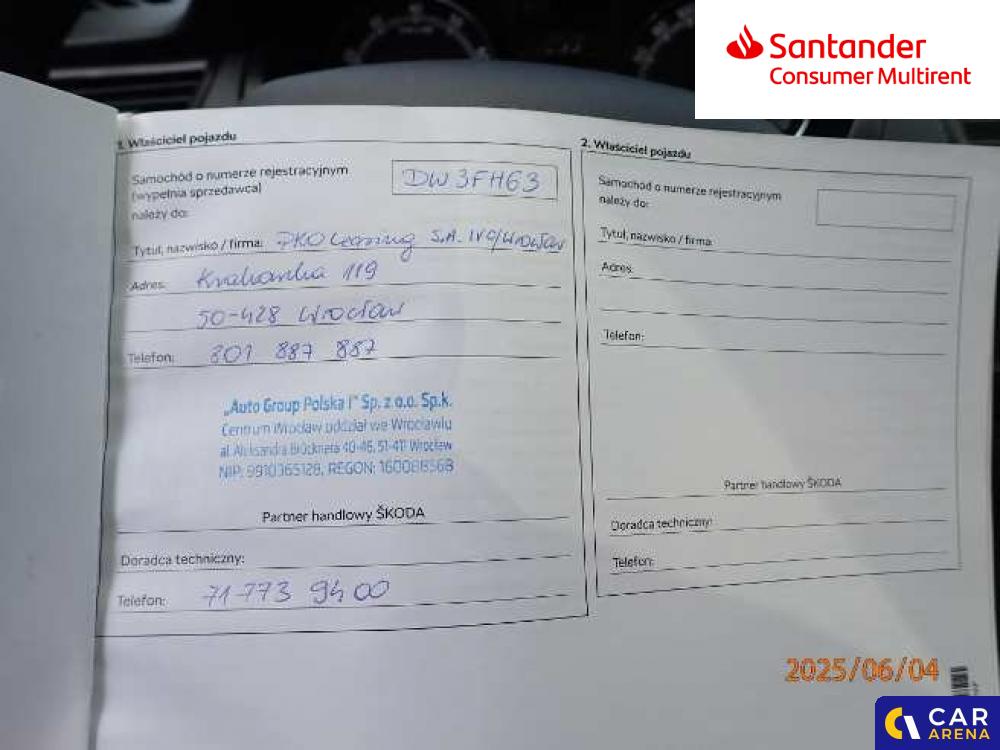 Santander
Consumer Multirent
1. Właściciel pojazdu
Samochód o numerze rejestracyjnym
(wypełnia sprzedawca)
należy do:
DW3FH63
Tytuł, nazwisko / firma: PKO Leasing S.A. IVO/Wrocław
Adres: Krakowska 119
50-428 Wrocław
Telefon: 801 887 887
„Auto Group Polska I" Sp. z o.o. Sp.k.
Centrum Wrocław oddział we Wrocławiu
al. Aleksandra Brücknera 40-46, 51-411 Wrocław
NIP: 9910365128, REGON: 160088568
Partner handlowy ŠKODA
Doradca techniczny:
Telefon: 71 773 94 00
2. Właściciel pojazdu
Samochód o numerze rejestracyjnym
należy do:
Tytuł, nazwisko / firma:
Adres:
Telefon:
Partner handlowy ŠKODA
Doradca techniczny:
Telefon:
2025/06/04
CAR
ARENA